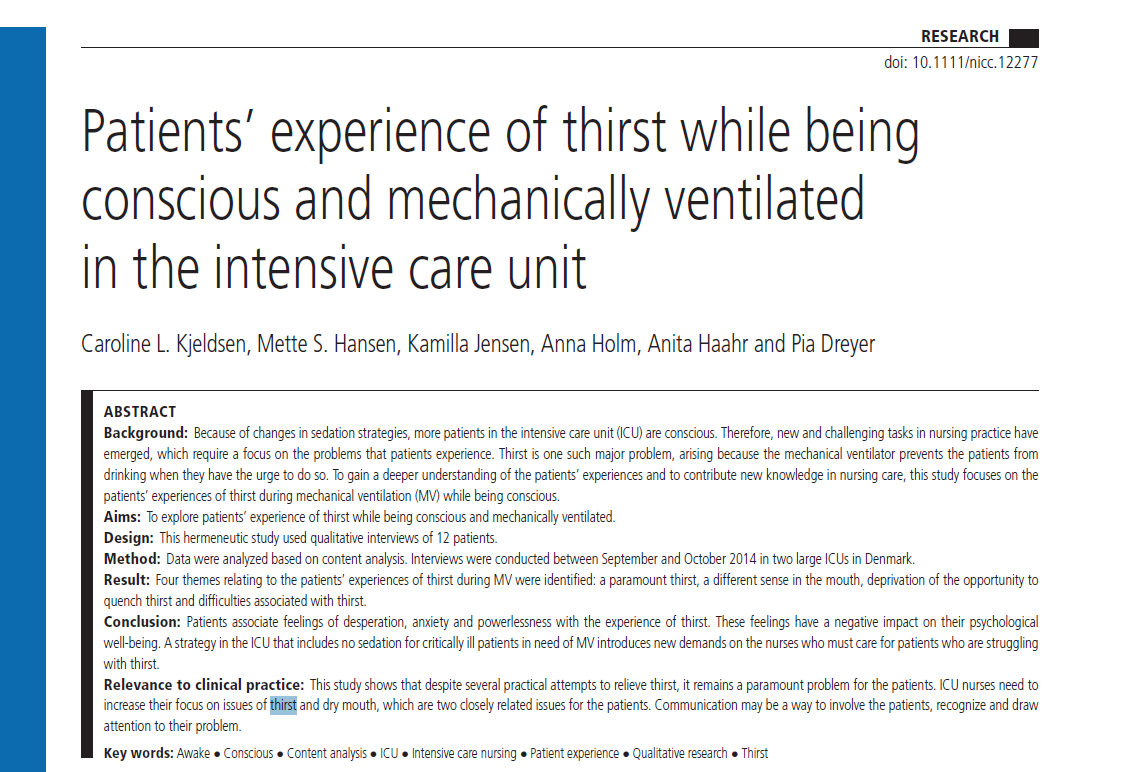 RESEARCH
doi: 10.1111/nicc.12277
Patients’ experience of thirst while being
conscious and mechanically ventilated
in the intensive care unit
Caroline L. Kjeldsen, Mette S. Hansen, Kamilla Jensen, Anna Holm, Anita Haahr and Pia Dreyer
ABSTRACT
Background: Because of changes in sedation strategies, more patients in the intensive care unit (ICU) are conscious. Therefore, new and challenging tasks in nursing practice have
emerged, which require a focus on the problems that patients experience. Thirst is one such major problem, arising because the mechanical ventilator prevents the patients from
drinking when they have the urge to do so. To gain a deeper understanding of the patients’ experiences and to contribute new knowledge in nursing care, this study focuses on the
patients’ experiences of thirst during mechanical ventilation (MV) while being conscious.
Aims: To explore patients’ experience of thirst while being conscious and mechanically ventilated.
Design: This hermeneutic study used qualitative interviews of 12 patients.
Method: Data were analyzed based on content analysis. Interviews were conducted between September and October 2014 in two large ICUs in Denmark.
Result: Four themes relating to the patients’ experiences of thirst during MV were identified: a paramount thirst, a different sense in the mouth, deprivation of the opportunity to
quench thirst and difficulties associated with thirst.
Conclusion: Patients associate feelings of desperation, anxiety and powerlessness with the experience of thirst. These feelings have a negative impact on their psychological
well-being. A strategy in the ICU that includes no sedation for critically ill patients in need of MV introduces new demands on the nurses who must care for patients who are struggling
with thirst.
Relevance to clinical practice: This study shows that despite several practical attempts to relieve thirst, it remains a paramount problem for the patients. ICU nurses need to
increase their focus on issues of thirst and dry mouth, which are two closely related issues for the patients. Communication may be a way to involve the patients, recognize and draw
attention to their problem.
Key words: Awake ● Conscious ● Content analysis ● ICU ● Intensive care nursing ● Patient experience ● Qualitative research ● Thirst